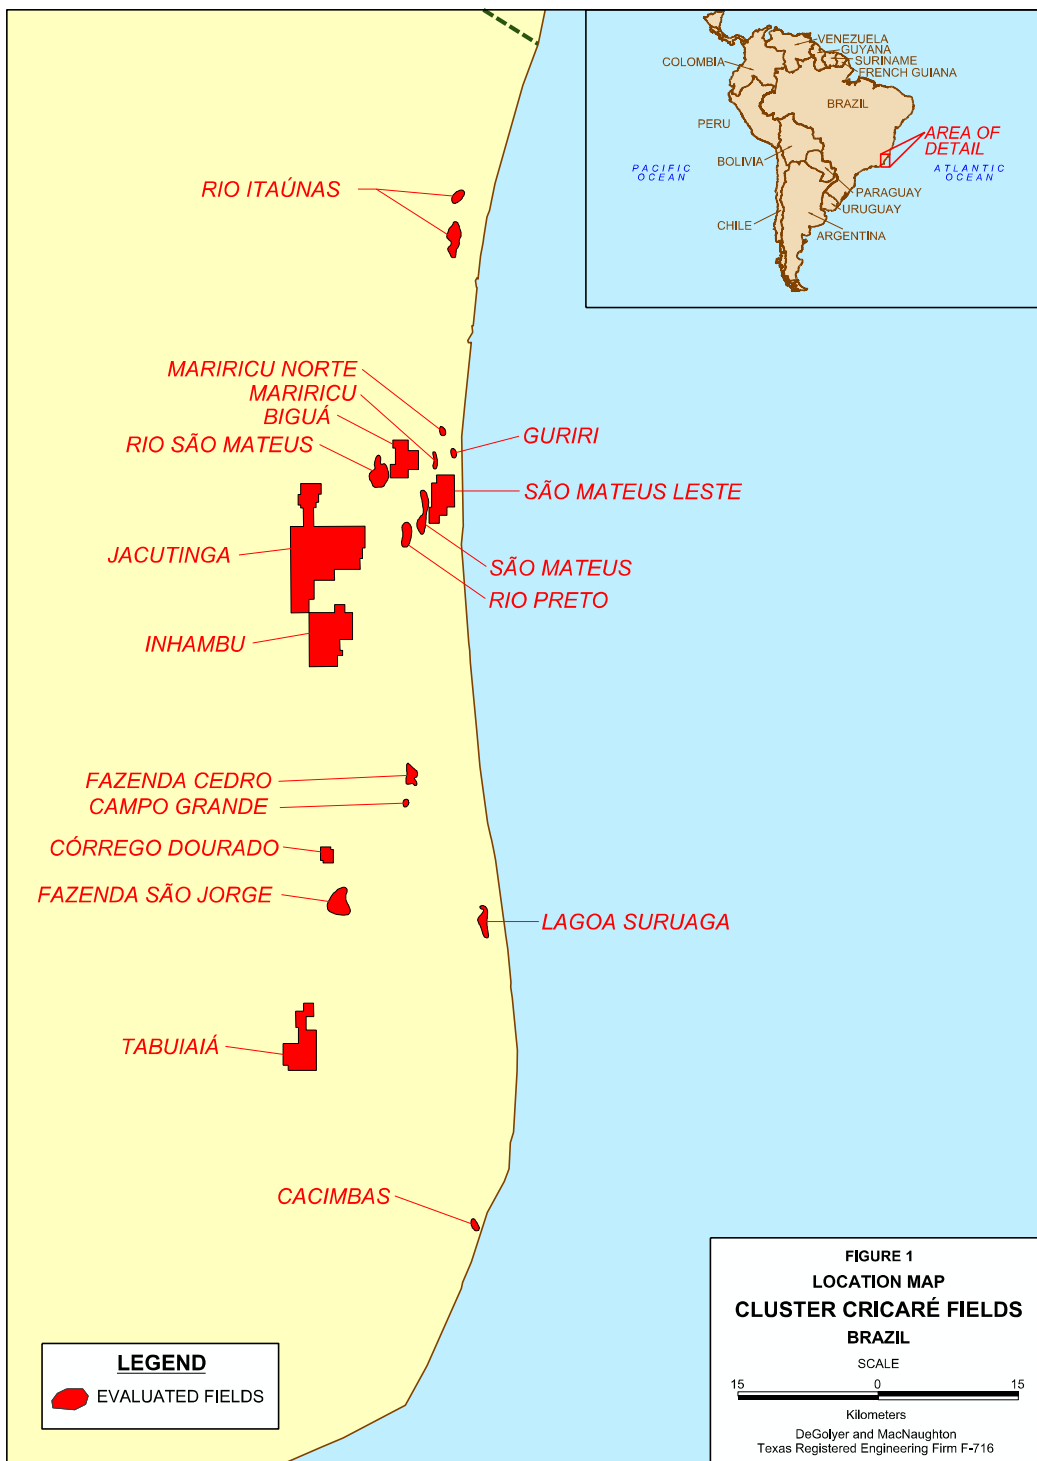 VENEZUELA
GUYANA
SURINAME
FRENCH GUIANA
COLOMBIA
BRAZIL
PERU
AREA OF
DETAIL
BOLIVIA
PACIFIC
OCEAN
ATLANTIC
OCEAN
PARAGUAY
URUGUAY
CHILE
ARGENTINA
RIO ITAÚNAS
MARIRICU NORTE
MARIRICU
BIGUÁ
RIO SÃO MATEUS
GURIRI
SÃO MATEUS LESTE
JACUTINGA
SÃO MATEUS
RIO PRETO
INHAMBU
FAZENDA CEDRO
CAMPO GRANDE
CÓRREGO DOURADO
FAZENDA SÃO JORGE
LAGOA SURUAGA
TABUIAIÁ
CACIMBAS
LEGEND
EVALUATED FIELDS
FIGURE 1
LOCATION MAP
CLUSTER CRICARÉ FIELDS
BRAZIL
SCALE
15 0 15
Kilometers
DeGolyer and MacNaughton
Texas Registered Engineering Firm F-716